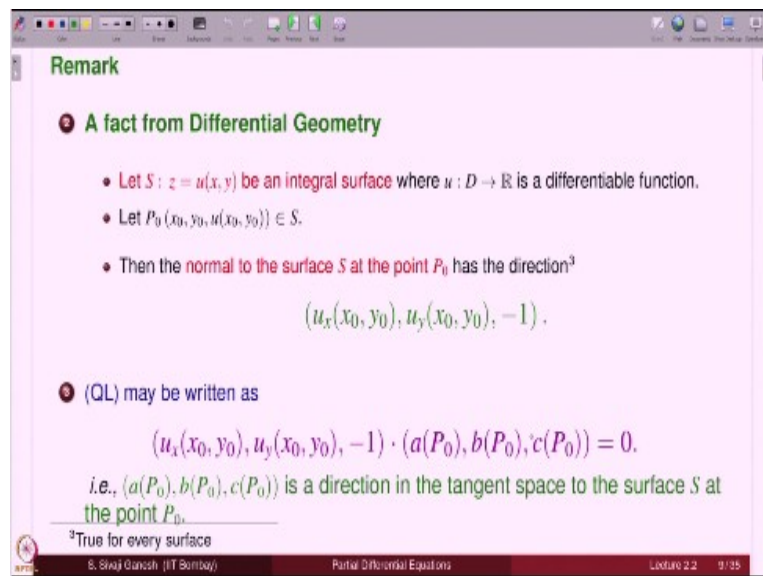 Remark
2 A fact from Differential Geometry
• Let S : z = u(x, y) be an integral surface where u : D → ℝ is a differentiable function.
• Let P₀ (x₀, y₀, u(x₀, y₀)) ∈ S.
• Then the normal to the surface S at the point P₀ has the direction³
(uₓ(x₀, y₀), u_y(x₀, y₀), −1) .
3 (QL) may be written as
(uₓ(x₀, y₀), u_y(x₀, y₀), −1) · (a(P₀), b(P₀), c(P₀)) = 0.
i.e., (a(P₀), b(P₀), c(P₀)) is a direction in the tangent space to the surface S at
the point P₀.
³True for every surface
S. Sivaji Ganesh (IIT Bombay) Partial Differential Equations Lecture 2.2 9/35